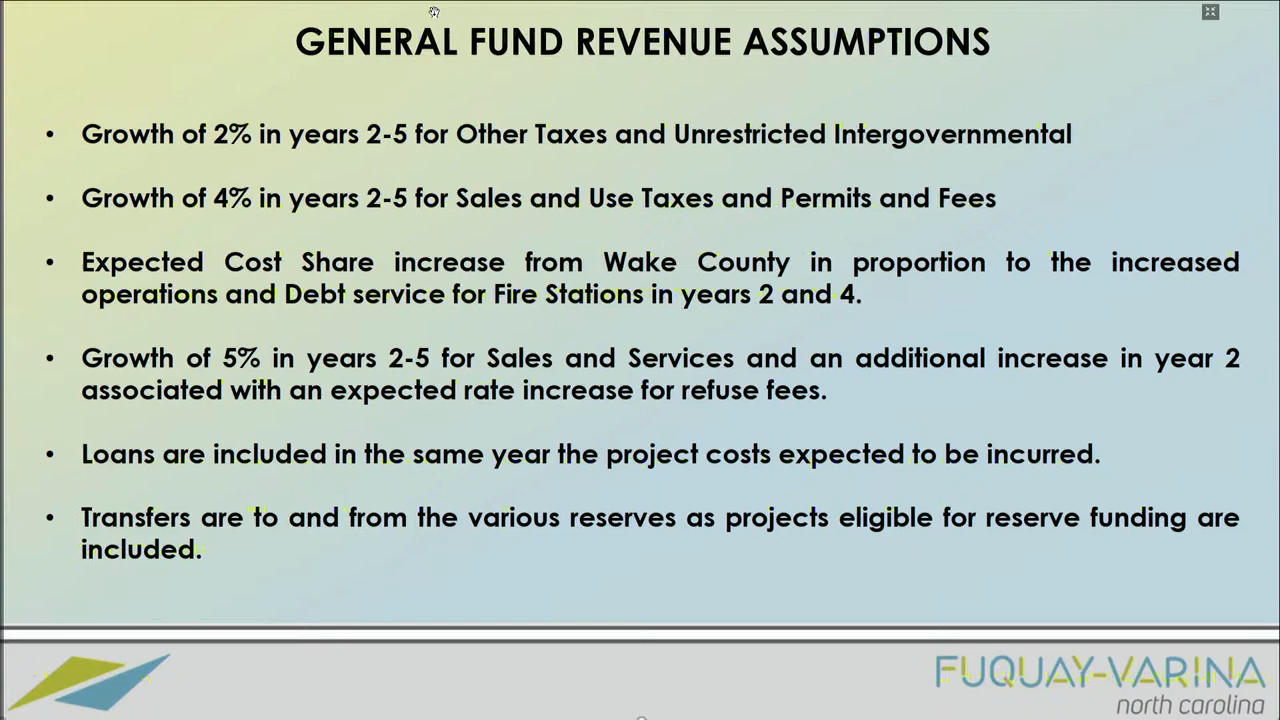 GENERAL FUND REVENUE ASSUMPTIONS
• Growth of 2% in years 2-5 for Other Taxes and Unrestricted Intergovernmental
• Growth of 4% in years 2-5 for Sales and Use Taxes and Permits and Fees
• Expected Cost Share increase from Wake County in proportion to the increased
operations and Debt service for Fire Stations in years 2 and 4.
• Growth of 5% in years 2-5 for Sales and Services and an additional increase in year 2
associated with an expected rate increase for refuse fees.
• Loans are included in the same year the project costs expected to be incurred.
• Transfers are to and from the various reserves as projects eligible for reserve funding are
included.
FUQUAY-VARINA
north carolina